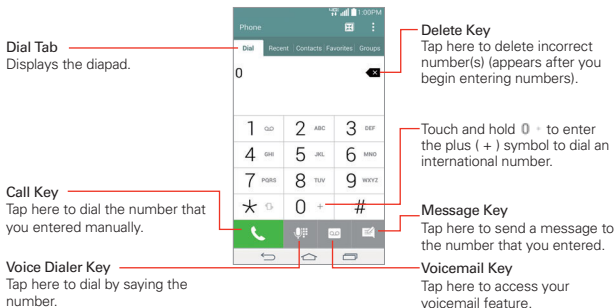 Dial Tab
Displays the diapad.
Call Key
Tap here to dial the number that
you entered manually.
Voice Dialer Key
Tap here to dial by saying the
number.
1:00PM
Phone
Dial Recent Contacts Favorites Groups
0
1 2 ABC 3 DEF
4 GHI 5 JKL 6 MNO
7 PQRS 8 TUV 9 WXYZ
* 0 + #
Delete Key
Tap here to delete incorrect
number(s) (appears after you
begin entering numbers).
Touch and hold 0 + to enter
the plus ( + ) symbol to dial an
international number.
Message Key
Tap here to send a message to
the number that you entered.
Voicemail Key
Tap here to access your
voicemail feature.